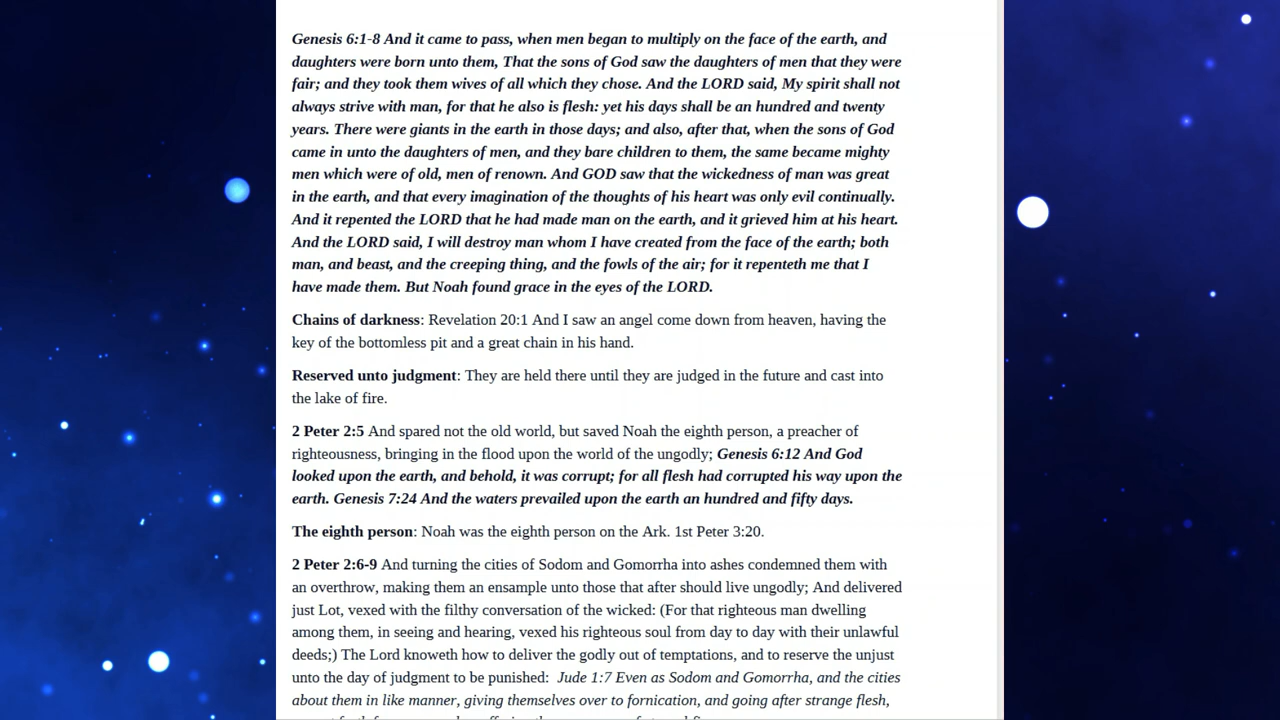 Genesis 6:1-8 And it came to pass, when men began to multiply on the face of the earth, and
daughters were born unto them, That the sons of God saw the daughters of men that they were
fair; and they took them wives of all which they chose. And the LORD said, My spirit shall not
always strive with man, for that he also is flesh: yet his days shall be an hundred and twenty
years. There were giants in the earth in those days; and also, after that, when the sons of God
came in unto the daughters of men, and they bare children to them, the same became mighty
men which were of old, men of renown. And GOD saw that the wickedness of man was great
in the earth, and that every imagination of the thoughts of his heart was only evil continually.
And it repented the LORD that he had made man on the earth, and it grieved him at his heart.
And the LORD said, I will destroy man whom I have created from the face of the earth; both
man, and beast, and the creeping thing, and the fowls of the air; for it repenteth me that I
have made them. But Noah found grace in the eyes of the LORD.
Chains of darkness: Revelation 20:1 And I saw an angel come down from heaven, having the
key of the bottomless pit and a great chain in his hand.
Reserved unto judgment: They are held there until they are judged in the future and cast into
the lake of fire.
2 Peter 2:5 And spared not the old world, but saved Noah the eighth person, a preacher of
righteousness, bringing in the flood upon the world of the ungodly; Genesis 6:12 And God
looked upon the earth, and behold, it was corrupt; for all flesh had corrupted his way upon the
earth. Genesis 7:24 And the waters prevailed upon the earth an hundred and fifty days.
The eighth person: Noah was the eighth person on the Ark. 1st Peter 3:20.
2 Peter 2:6-9 And turning the cities of Sodom and Gomorrha into ashes condemned them with
an overthrow, making them an ensample unto those that after should live ungodly; And delivered
just Lot, vexed with the filthy conversation of the wicked: (For that righteous man dwelling
among them, in seeing and hearing, vexed his righteous soul from day to day with their unlawful
deeds;) The Lord knoweth how to deliver the godly out of temptations, and to reserve the unjust
unto the day of judgment to be punished: Jude 1:7 Even as Sodom and Gomorrha, and the cities
about them in like manner, giving themselves over to fornication, and going after strange flesh,